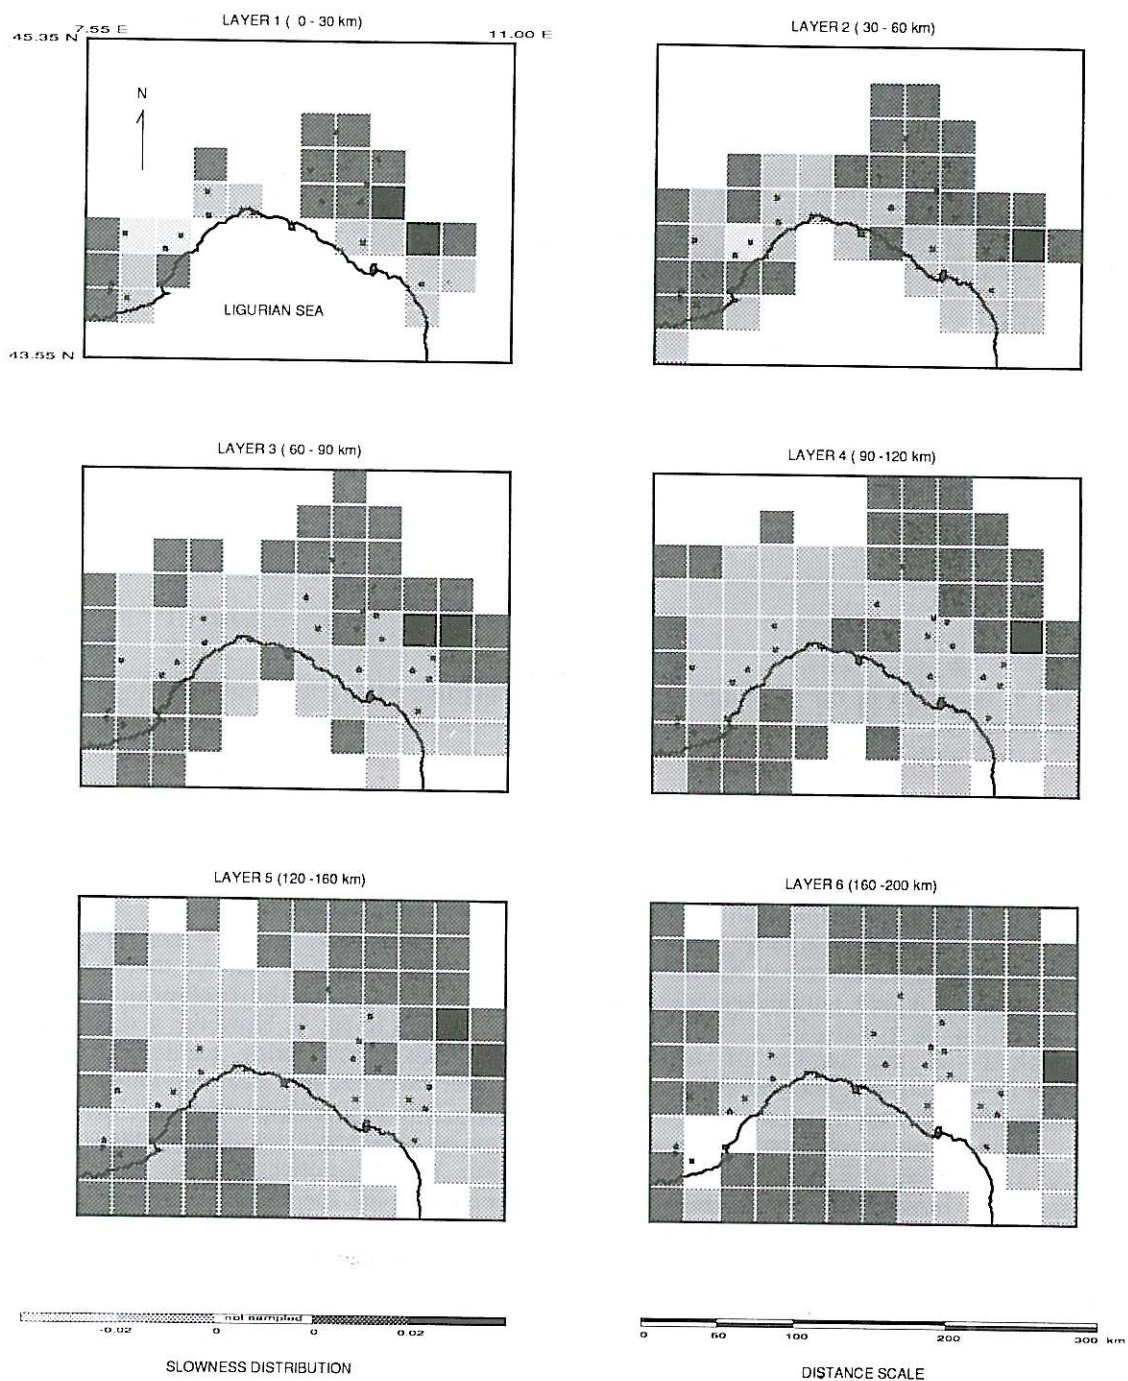 LAYER 1 ( 0 - 30 km)
LAYER 2 ( 30 - 60 km)
7.55 E
11.00 E
45.35 N
N
LIGURIAN SEA
43.55 N
LAYER 3 ( 60 - 90 km)
LAYER 4 ( 90 -120 km)
LAYER 5 (120 -160 km)
LAYER 6 (160 -200 km)
not sampled
-0.02 0 0 0.02
0 50 100 200 300 km
SLOWNESS DISTRIBUTION
DISTANCE SCALE